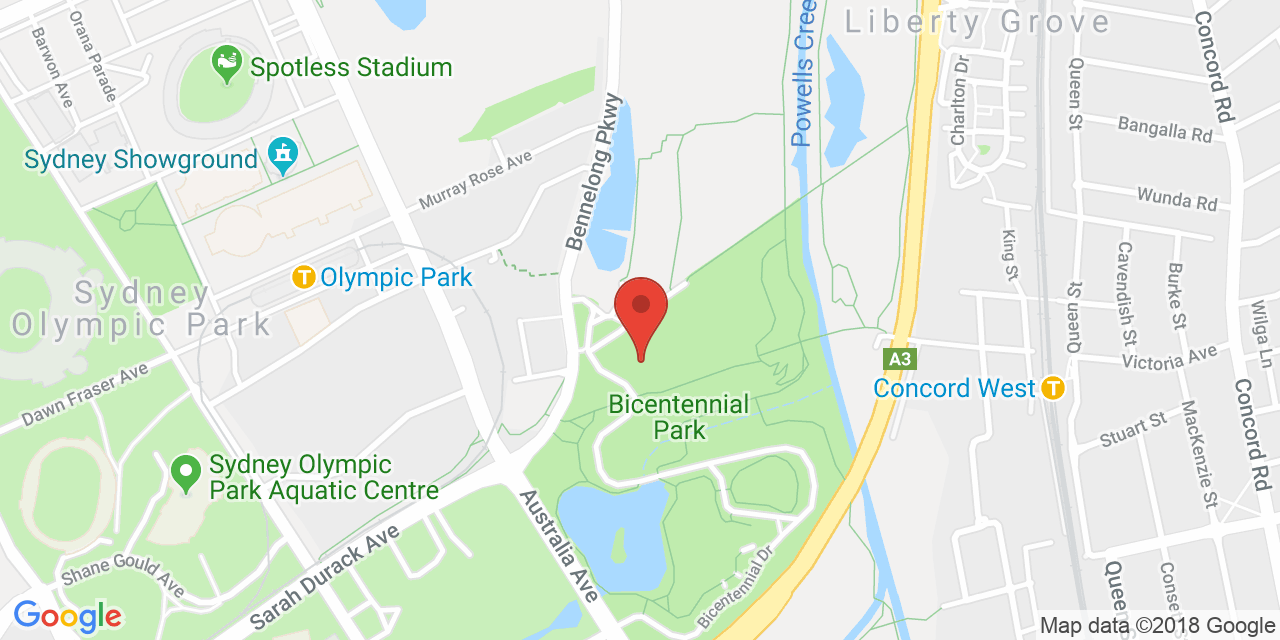 Liberty Grove
Powells Cree
Concord Rd
Orana Parade
Barwon Ave
Spotless Stadium
Charlton Dr
Queen St
Bangalla Rd
Sydney Showground
Bennelong Pkwy
Murray Rose Ave
Wunda Rd
King St
Cavendish St
Burke St
Olympic Park
Sydney
Olympic Park
Queen St
Wilga Ln
Victoria Ave
A3
Dawn Fraser Ave
Concord West
Bicentennial
Park
Stuart St
MacKenzie St
Concord Rd
Sydney Olympic
Park Aquatic Centre
Australia Ave
Sarah Durack Ave
Shane Gould Ave
Bicentennial Dr
Queen S
Conset
Google
Map data ©2018 Google